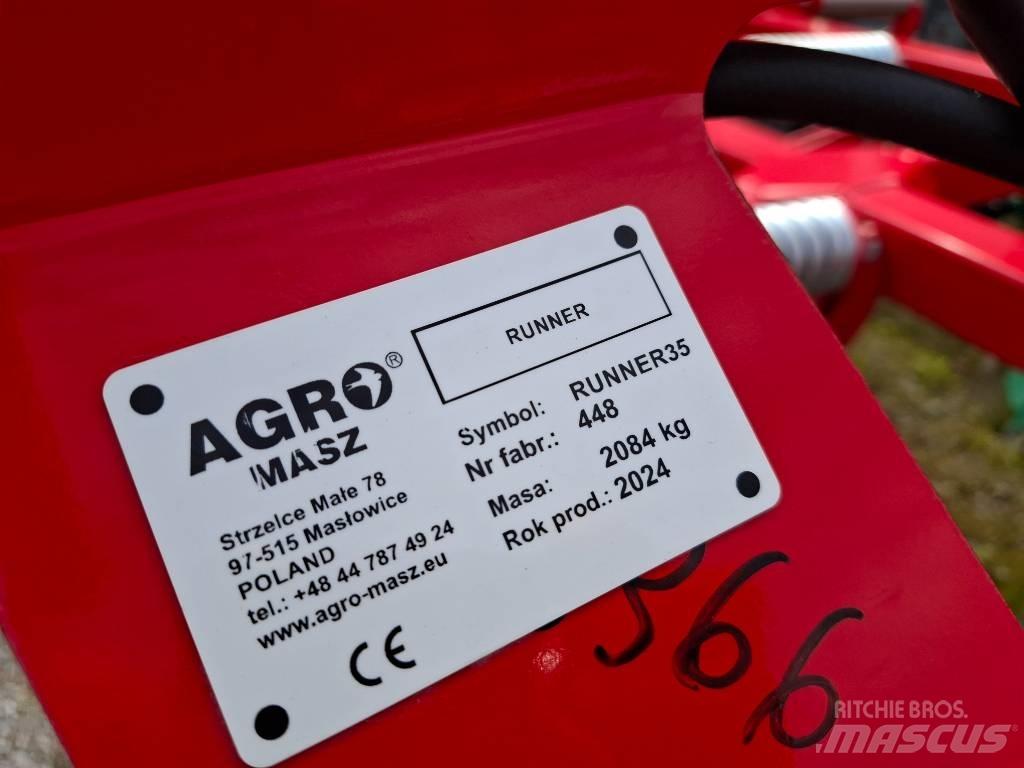 AGRO®
MASZ
Strzelce Małe 78
97-515 Masłowice
POLAND
tel.: +48 44 787 49 24
www.agro-masz.eu
CE
RUNNER
Symbol: RUNNER35
Nr fabr.: 448
Masa: 2084 kg
Rok prod.: 2024
66
RITCHIE BROS.
MASCUS